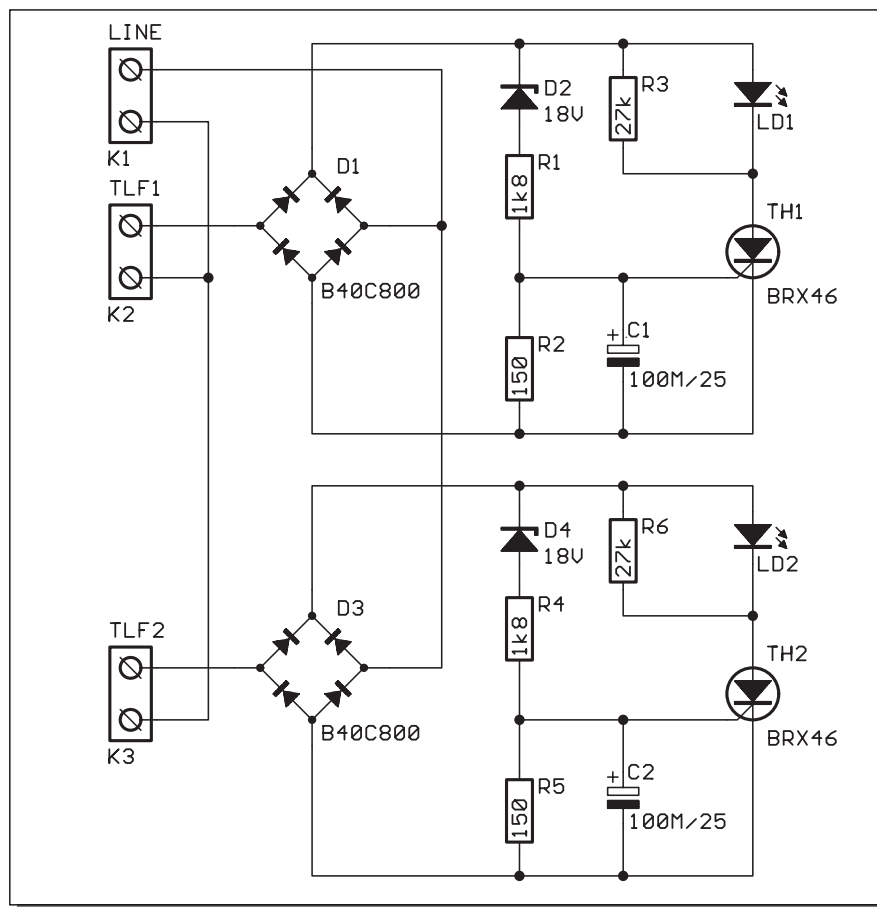 LINE
K1
TLF1
K2
D1
B40C800
D2
18V
R3
27k
LD1
R1
1k8
TH1
BRX46
R2
150
+ C1
100M/25
TLF2
K3
D3
B40C800
D4
18V
R6
27k
LD2
R4
1k8
TH2
BRX46
R5
150
+ C2
100M/25